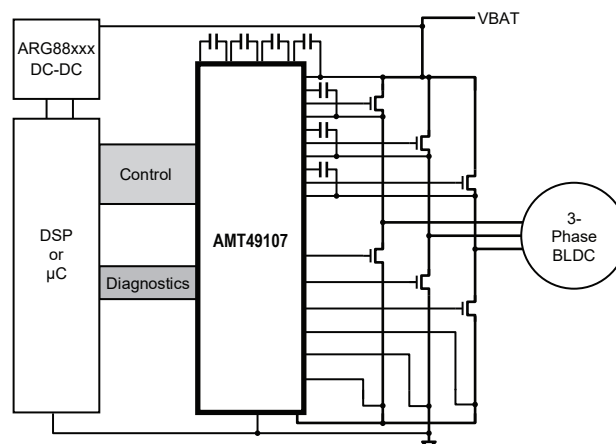 VBAT
ARG88xxx
DC-DC
Control
DSP
or
µC
AMT49107
Diagnostics
3-
Phase
BLDC